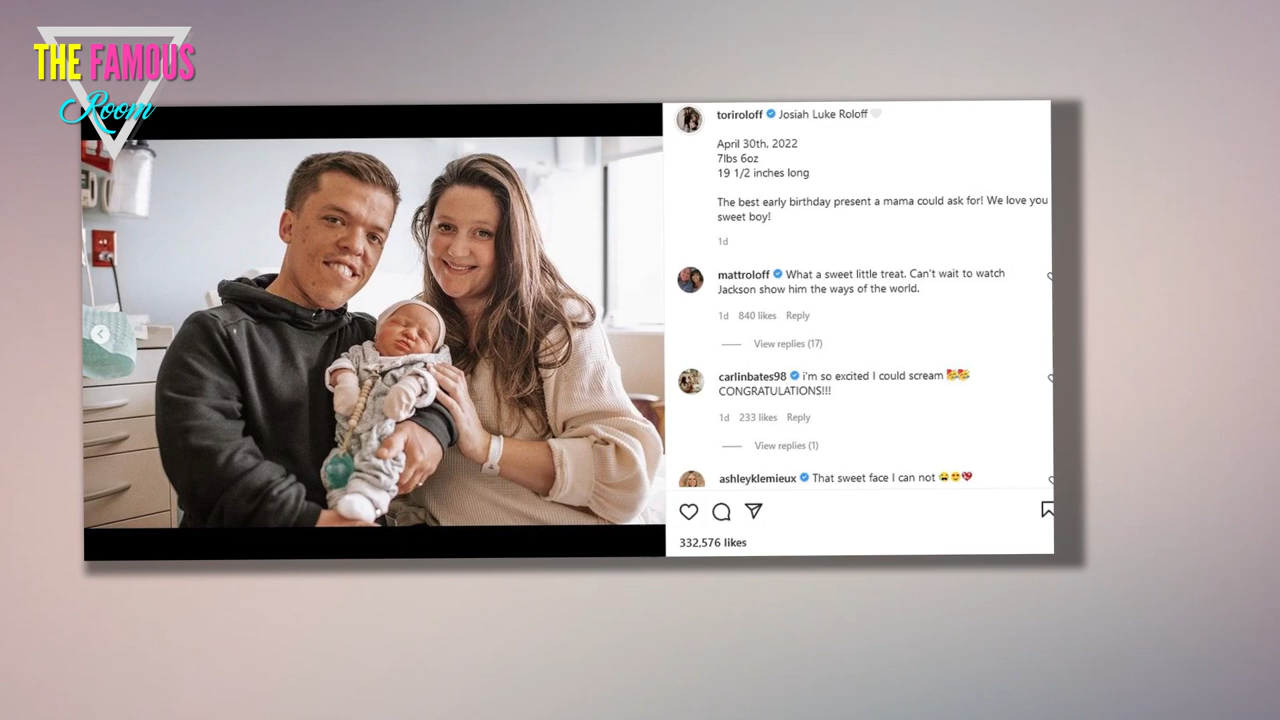 THE FAMOUS
Room
toriroloff Josiah Luke Roloff 🤍
April 30th, 2022
7lbs 6oz
19 1/2 inches long
The best early birthday present a mama could ask for! We love you
sweet boy!
1d
mattroloff What a sweet little treat. Can't wait to watch
Jackson show him the ways of the world.
1d 840 likes Reply
View replies (17)
carlinbates98 i'm so excited I could scream 🥰🥰
CONGRATULATIONS!!!
1d 233 likes Reply
View replies (1)
ashleyklemieux That sweet face I can not 😭😍💖
332,576 likes